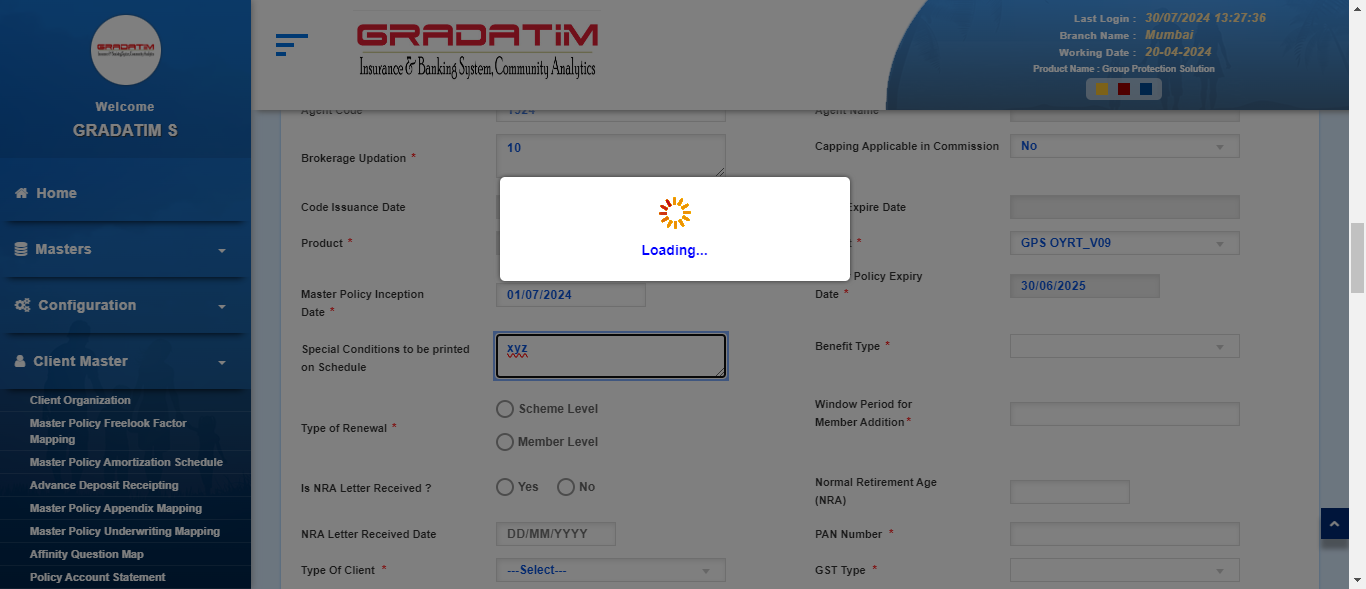 GRADATIM
Welcome
GRADATIM S
Home
Masters
Configuration
Client Master
Client Organization
Master Policy Freelook Factor
Mapping
Master Policy Amortization Schedule
Advance Deposit Receipting
Master Policy Appendix Mapping
Master Policy Underwriting Mapping
Affinity Question Map
Policy Account Statement
GRADATIM
Insurance & Banking System, Community Analytics
Last Login : 30/07/2024 13:27:36
Branch Name : Mumbai
Working Date : 20-04-2024
Product Name : Group Protection Solution
Agent Code 1324 Agent Name
Brokerage Updation * 10 Capping Applicable in Commission No
Code Issuance Date Expire Date
Loading...
Product * * GPS OYRT_V09
Master Policy Inception
Date * 01/07/2024
Policy Expiry
Date * 30/06/2025
Special Conditions to be printed
on Schedule
xyz
Benefit Type *
Type of Renewal *
Scheme Level
Member Level
Window Period for
Member Addition*
Is NRA Letter Received ? Yes No
Normal Retirement Age
(NRA)
NRA Letter Received Date DD/MM/YYYY PAN Number *
Type Of Client * ---Select--- GST Type *